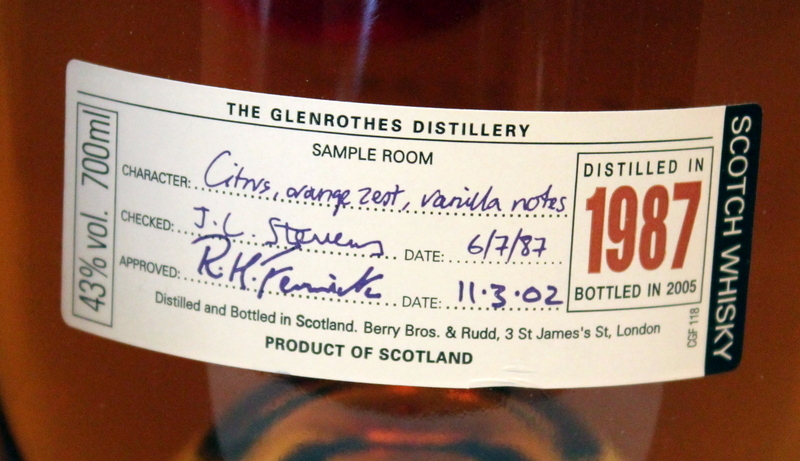 THE GLENROTHES DISTILLERY
SAMPLE ROOM
CHARACTER: Citrus, orange zest, vanilla notes
CHECKED: J.L. Stevens DATE: 6/7/87
APPROVED: R.H. Fenwick DATE: 11·3·02
Distilled and Bottled in Scotland. Berry Bros. & Rudd, 3 St James's St, London
PRODUCT OF SCOTLAND
43% vol. 700ml
DISTILLED IN
1987
BOTTLED IN 2005
CGF 118
SCOTCH WHISKY